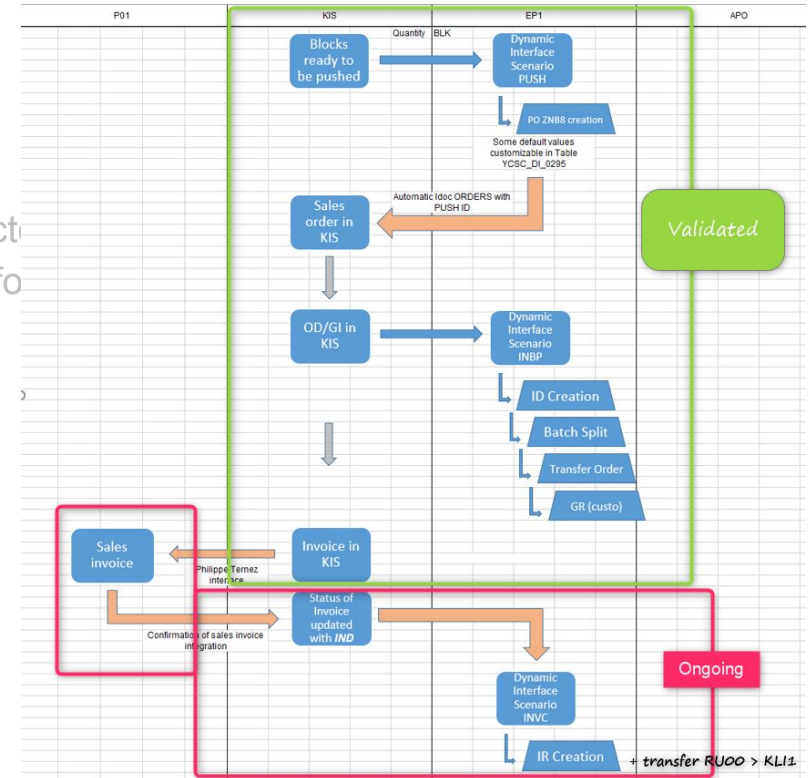 P01
KIS
EP1
APO
Quantity
BLK
Blocks
ready to
be pushed
Dynamic
Interface
Scenario
PUSH
PO ZNB8 creation
Some default values
customizable in Table
YCSC_DI_0295
Automatic Idoc ORDERS with
PUSH ID
Sales
order in
KIS
Validated
OD/GI in
KIS
Dynamic
Interface
Scenario
INBP
ID Creation
Batch Split
Transfer Order
GR (custo)
Sales
invoice
Invoice in
KIS
Philippe Ternez
interface
Status of
Invoice
updated
with IND
Confirmation of sales invoice
integration
Ongoing
Dynamic
Interface
Scenario
INVC
IR Creation
+ transfer RU00 > KLI1